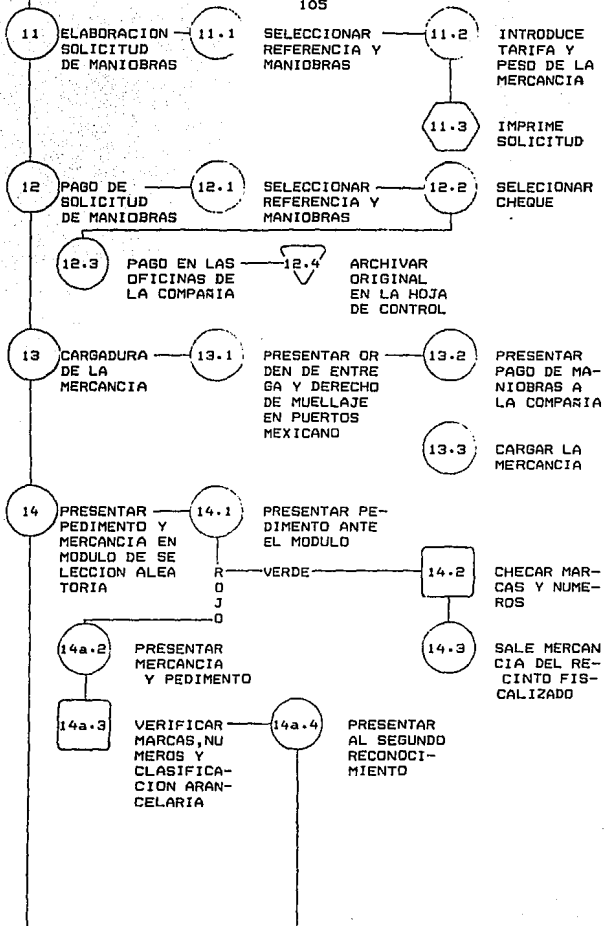 105
11
ELABORACION
SOLICITUD
DE MANIOBRAS
11.1
SELECCIONAR
REFERENCIA Y
MANIOBRAS
11.2
INTRODUCE
TARIFA Y
PESO DE LA
MERCANCIA
11.3
IMPRIME
SOLICITUD
12
PAGO DE
SOLICITUD
DE MANIOBRAS
12.1
SELECCIONAR
REFERENCIA Y
MANIOBRAS
12.2
SELECIONAR
CHEQUE
12.3
PAGO EN LAS
OFICINAS DE
LA COMPAÑIA
12.4
ARCHIVAR
ORIGINAL
EN LA HOJA
DE CONTROL
13
CARGADURA
DE LA
MERCANCIA
13.1
PRESENTAR OR
DEN DE ENTRE
GA Y DERECHO
DE MUELLAJE
EN PUERTOS
MEXICANO
13.2
PRESENTAR
PAGO DE MA-
NIOBRAS A
LA COMPAÑIA
13.3
CARGAR LA
MERCANCIA
14
PRESENTAR
PEDIMENTO Y
MERCANCIA EN
MODULO DE SE
LECCION ALEA
TORIA
14.1
PRESENTAR PE-
DIMENTO ANTE
EL MODULO
ROJO
VERDE
14.2
CHECAR MAR-
CAS Y NUME-
ROS
14.3
SALE MERCAN
CIA DEL RE-
CINTO FIS-
CALIZADO
14a.2
PRESENTAR
MERCANCIA
Y PEDIMENTO
14a.3
VERIFICAR
MARCAS,NU
MEROS Y
CLASIFICA-
CION ARAN-
CELARIA
14a.4
PRESENTAR
AL SEGUNDO
RECONOCI-
MIENTO